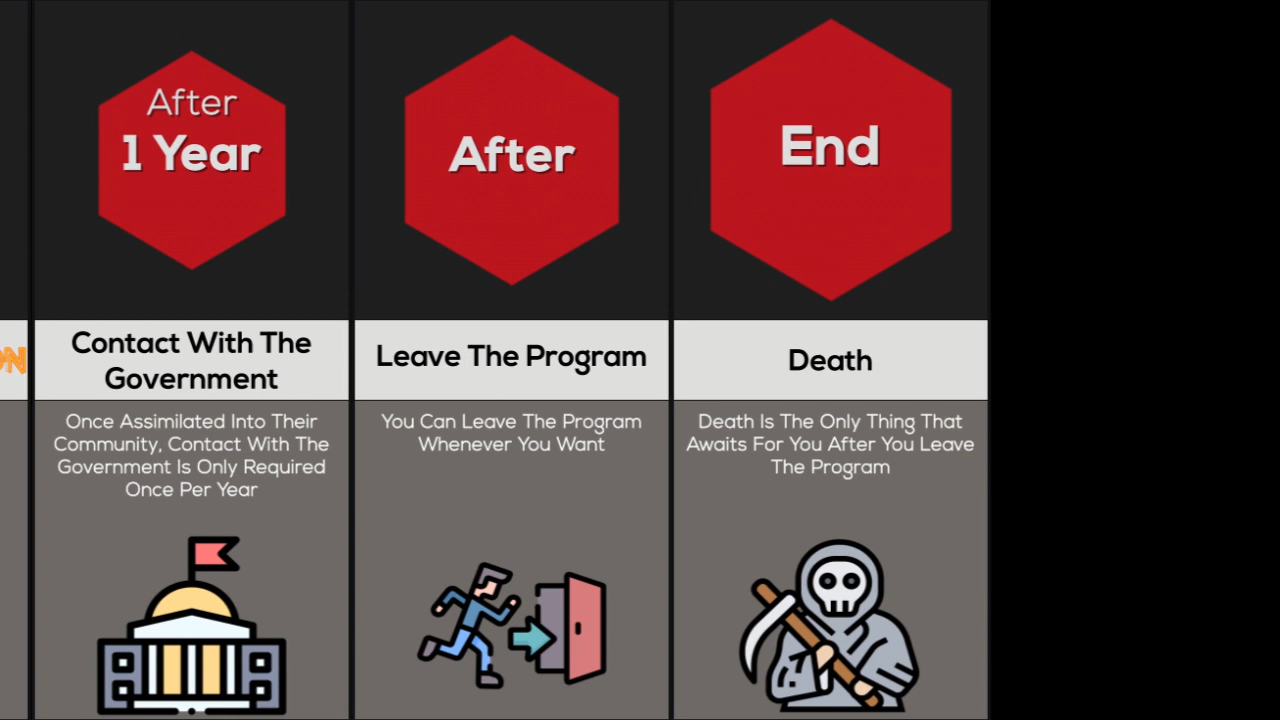 After
1 Year
Contact With The
Government
Once Assimilated Into Their
Community, Contact With The
Government Is Only Required
Once Per Year
After
Leave The Program
You Can Leave The Program
Whenever You Want
End
Death
Death Is The Only Thing That
Awaits For You After You Leave
The Program